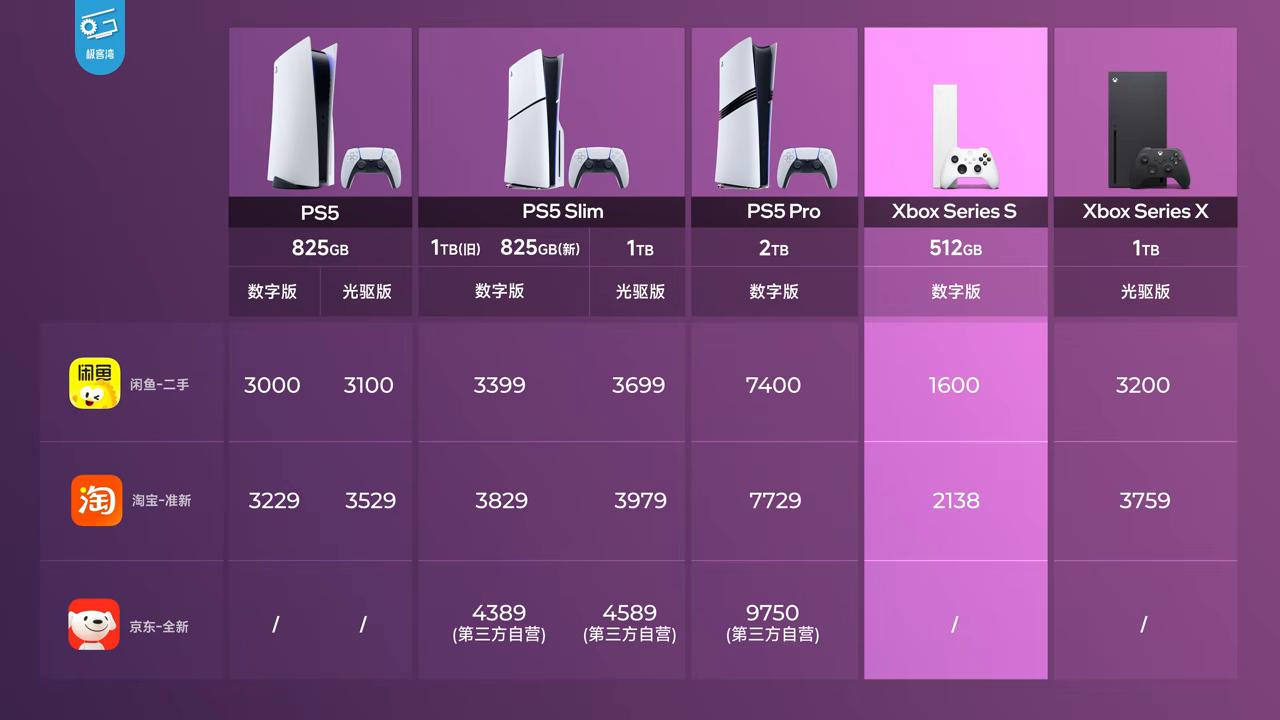 极客湾
PS5 PS5 Slim PS5 Pro Xbox Series S Xbox Series X
825GB 1TB(旧) 825GB(新) 1TB 2TB 512GB 1TB
数字版 光驱版 数字版 光驱版 数字版 数字版 光驱版
闲鱼
闲鱼-二手 3000 3100 3399 3699 7400 1600 3200
淘
淘宝-准新 3229 3529 3829 3979 7729 2138 3759
京东-全新 / / 4389 4589 9750 / /
(第三方自营) (第三方自营) (第三方自营)